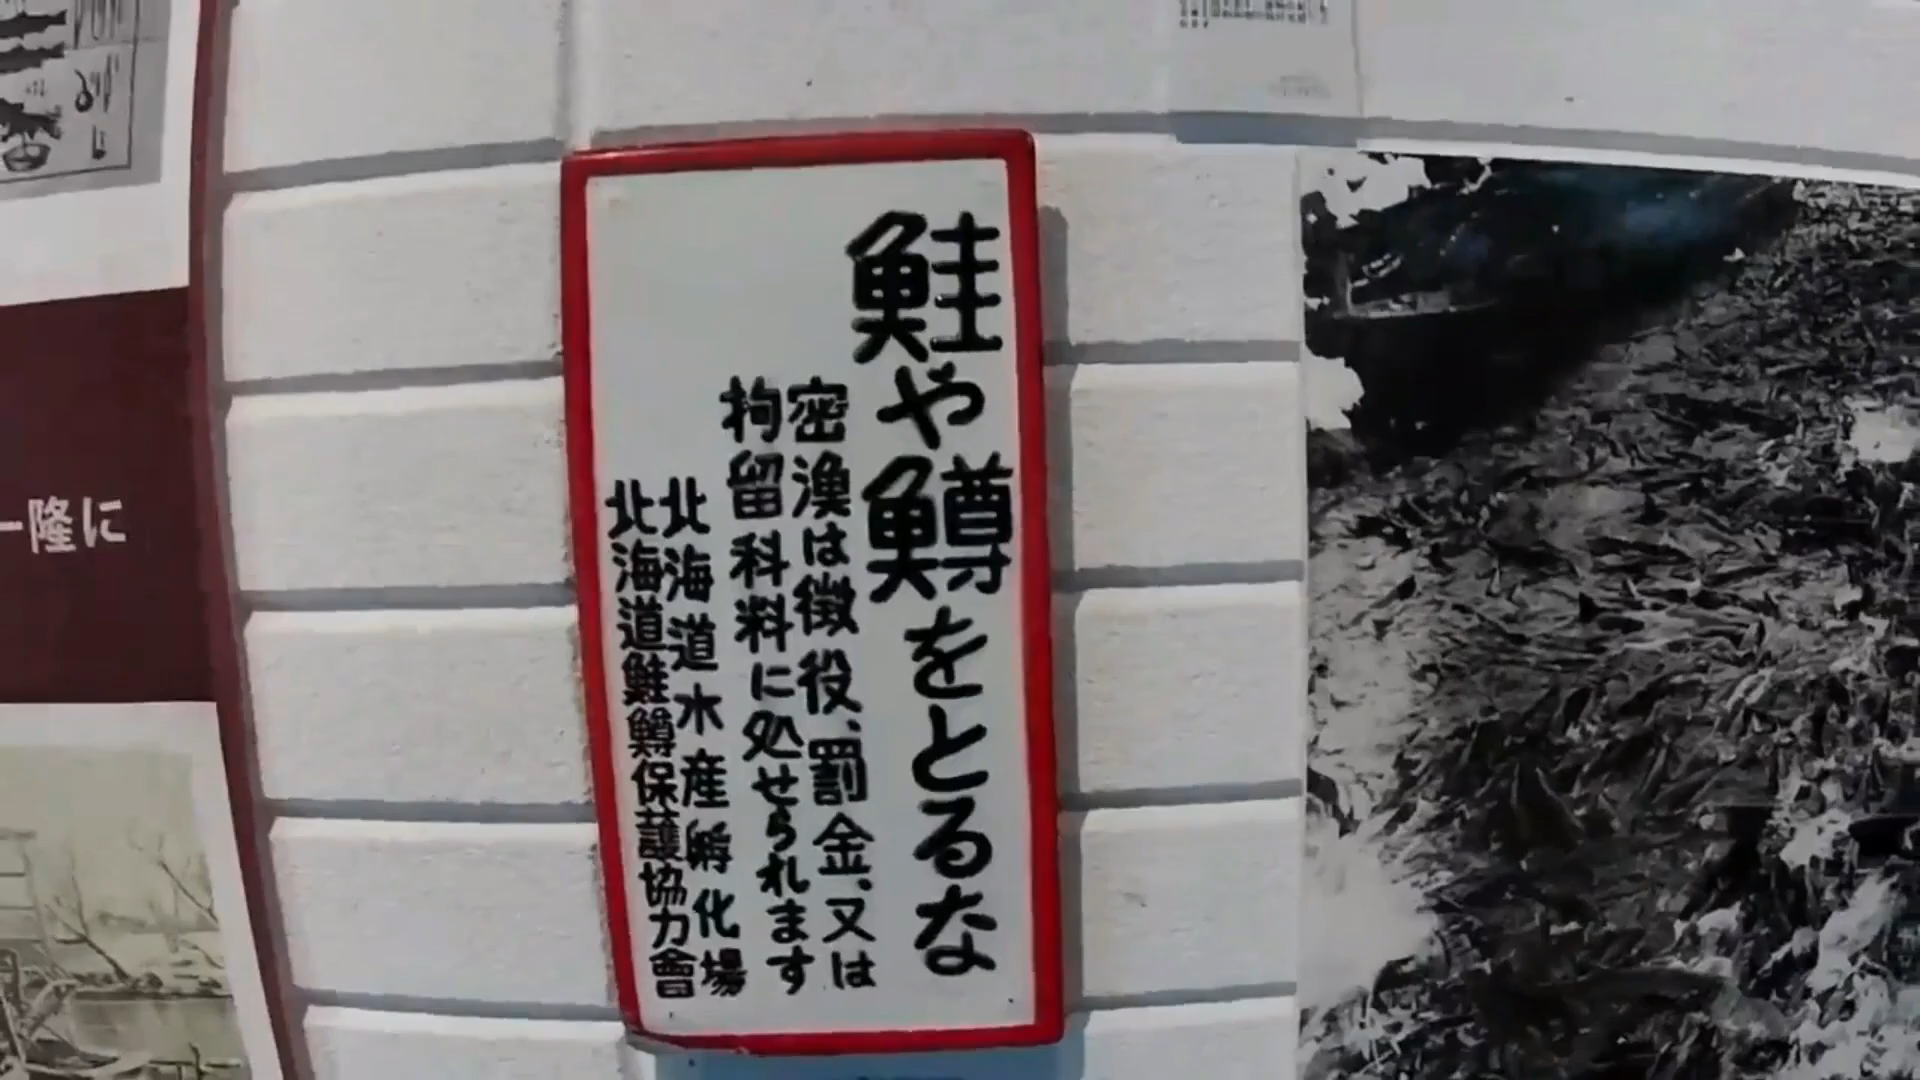 鮭や鱒をとるな
密漁は徴役、罰金、又は
拘留科料に処せられます
北海道水産孵化場
北海道鮭鱒保護協力會
一隆に